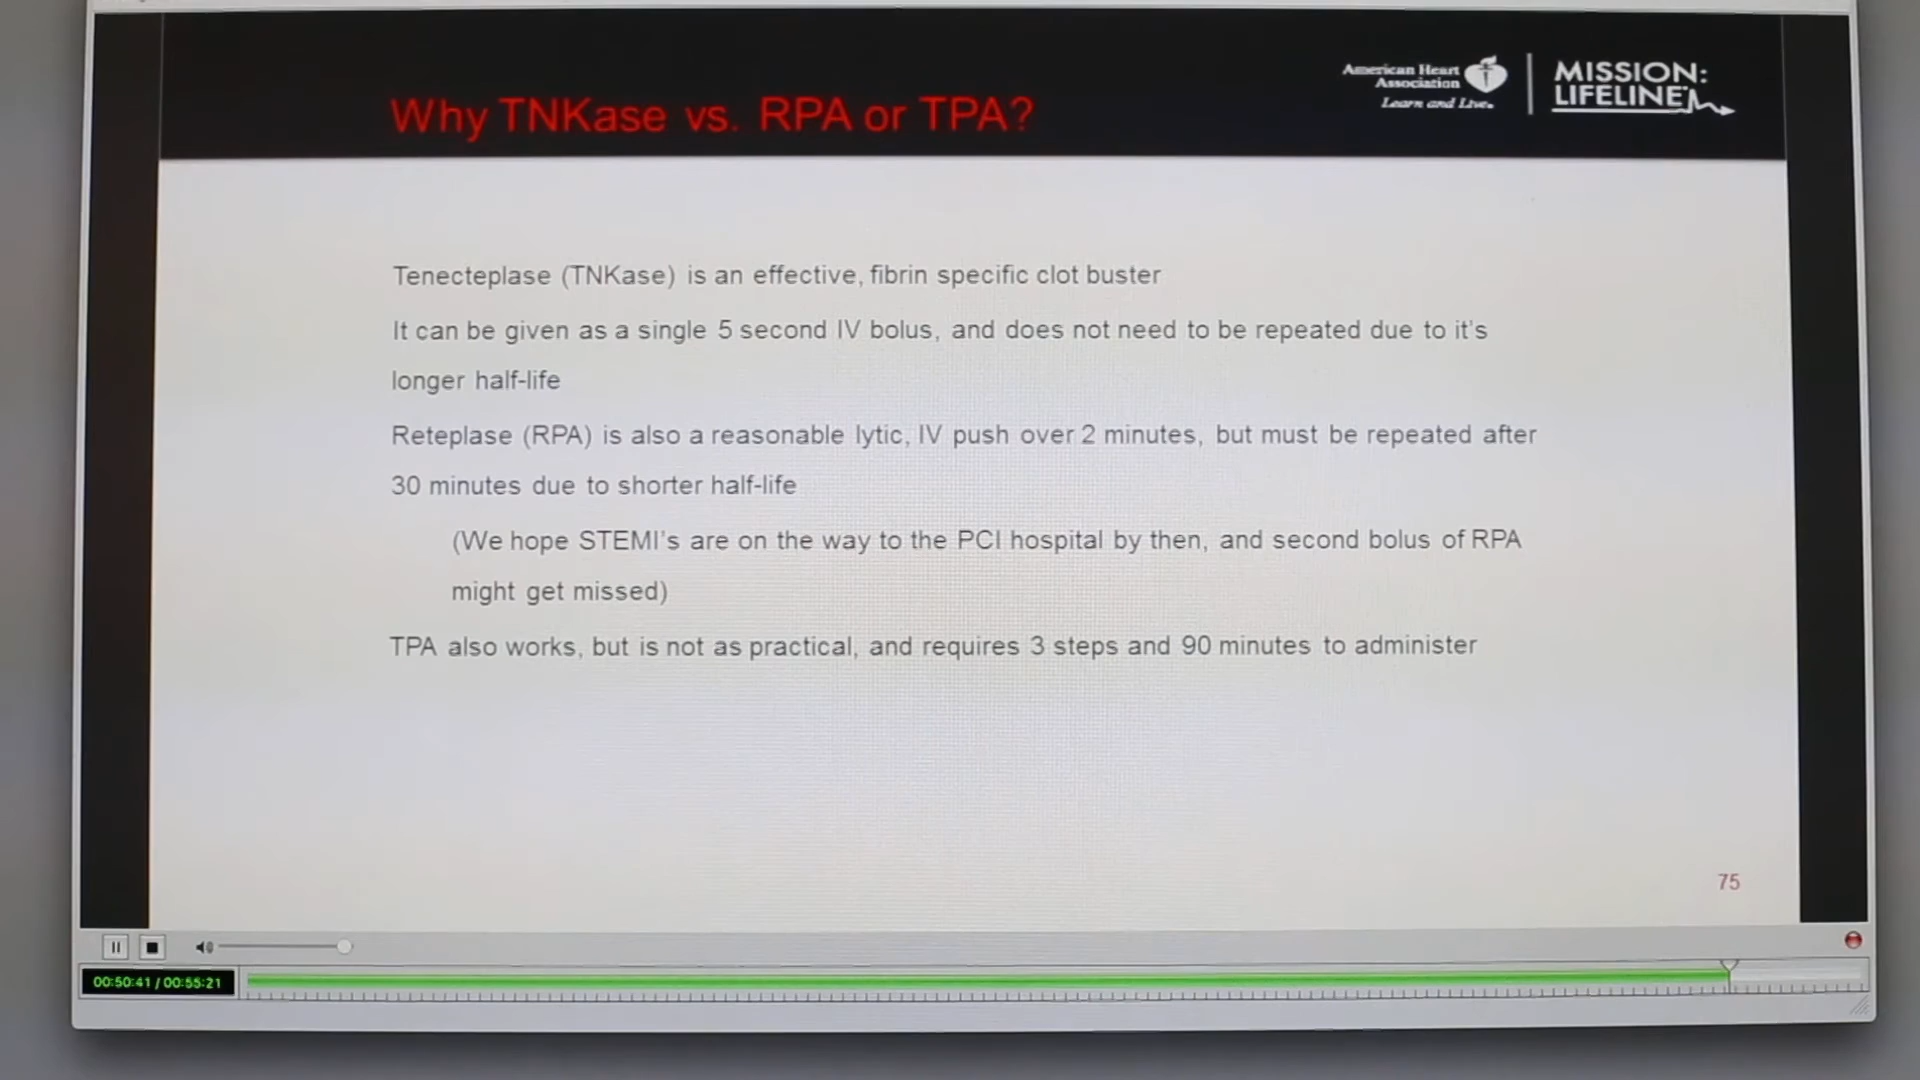 American Heart
Association
Learn and Live.
MISSION:
LIFELINE
Why TNKase vs. RPA or TPA?
Tenecteplase (TNKase) is an effective, fibrin specific clot buster
It can be given as a single 5 second IV bolus, and does not need to be repeated due to it's
longer half-life
Reteplase (RPA) is also a reasonable lytic, IV push over 2 minutes, but must be repeated after
30 minutes due to shorter half-life
(We hope STEMI's are on the way to the PCI hospital by then, and second bolus of RPA
might get missed)
TPA also works, but is not as practical, and requires 3 steps and 90 minutes to administer
75
00:50:41 / 00:55:21